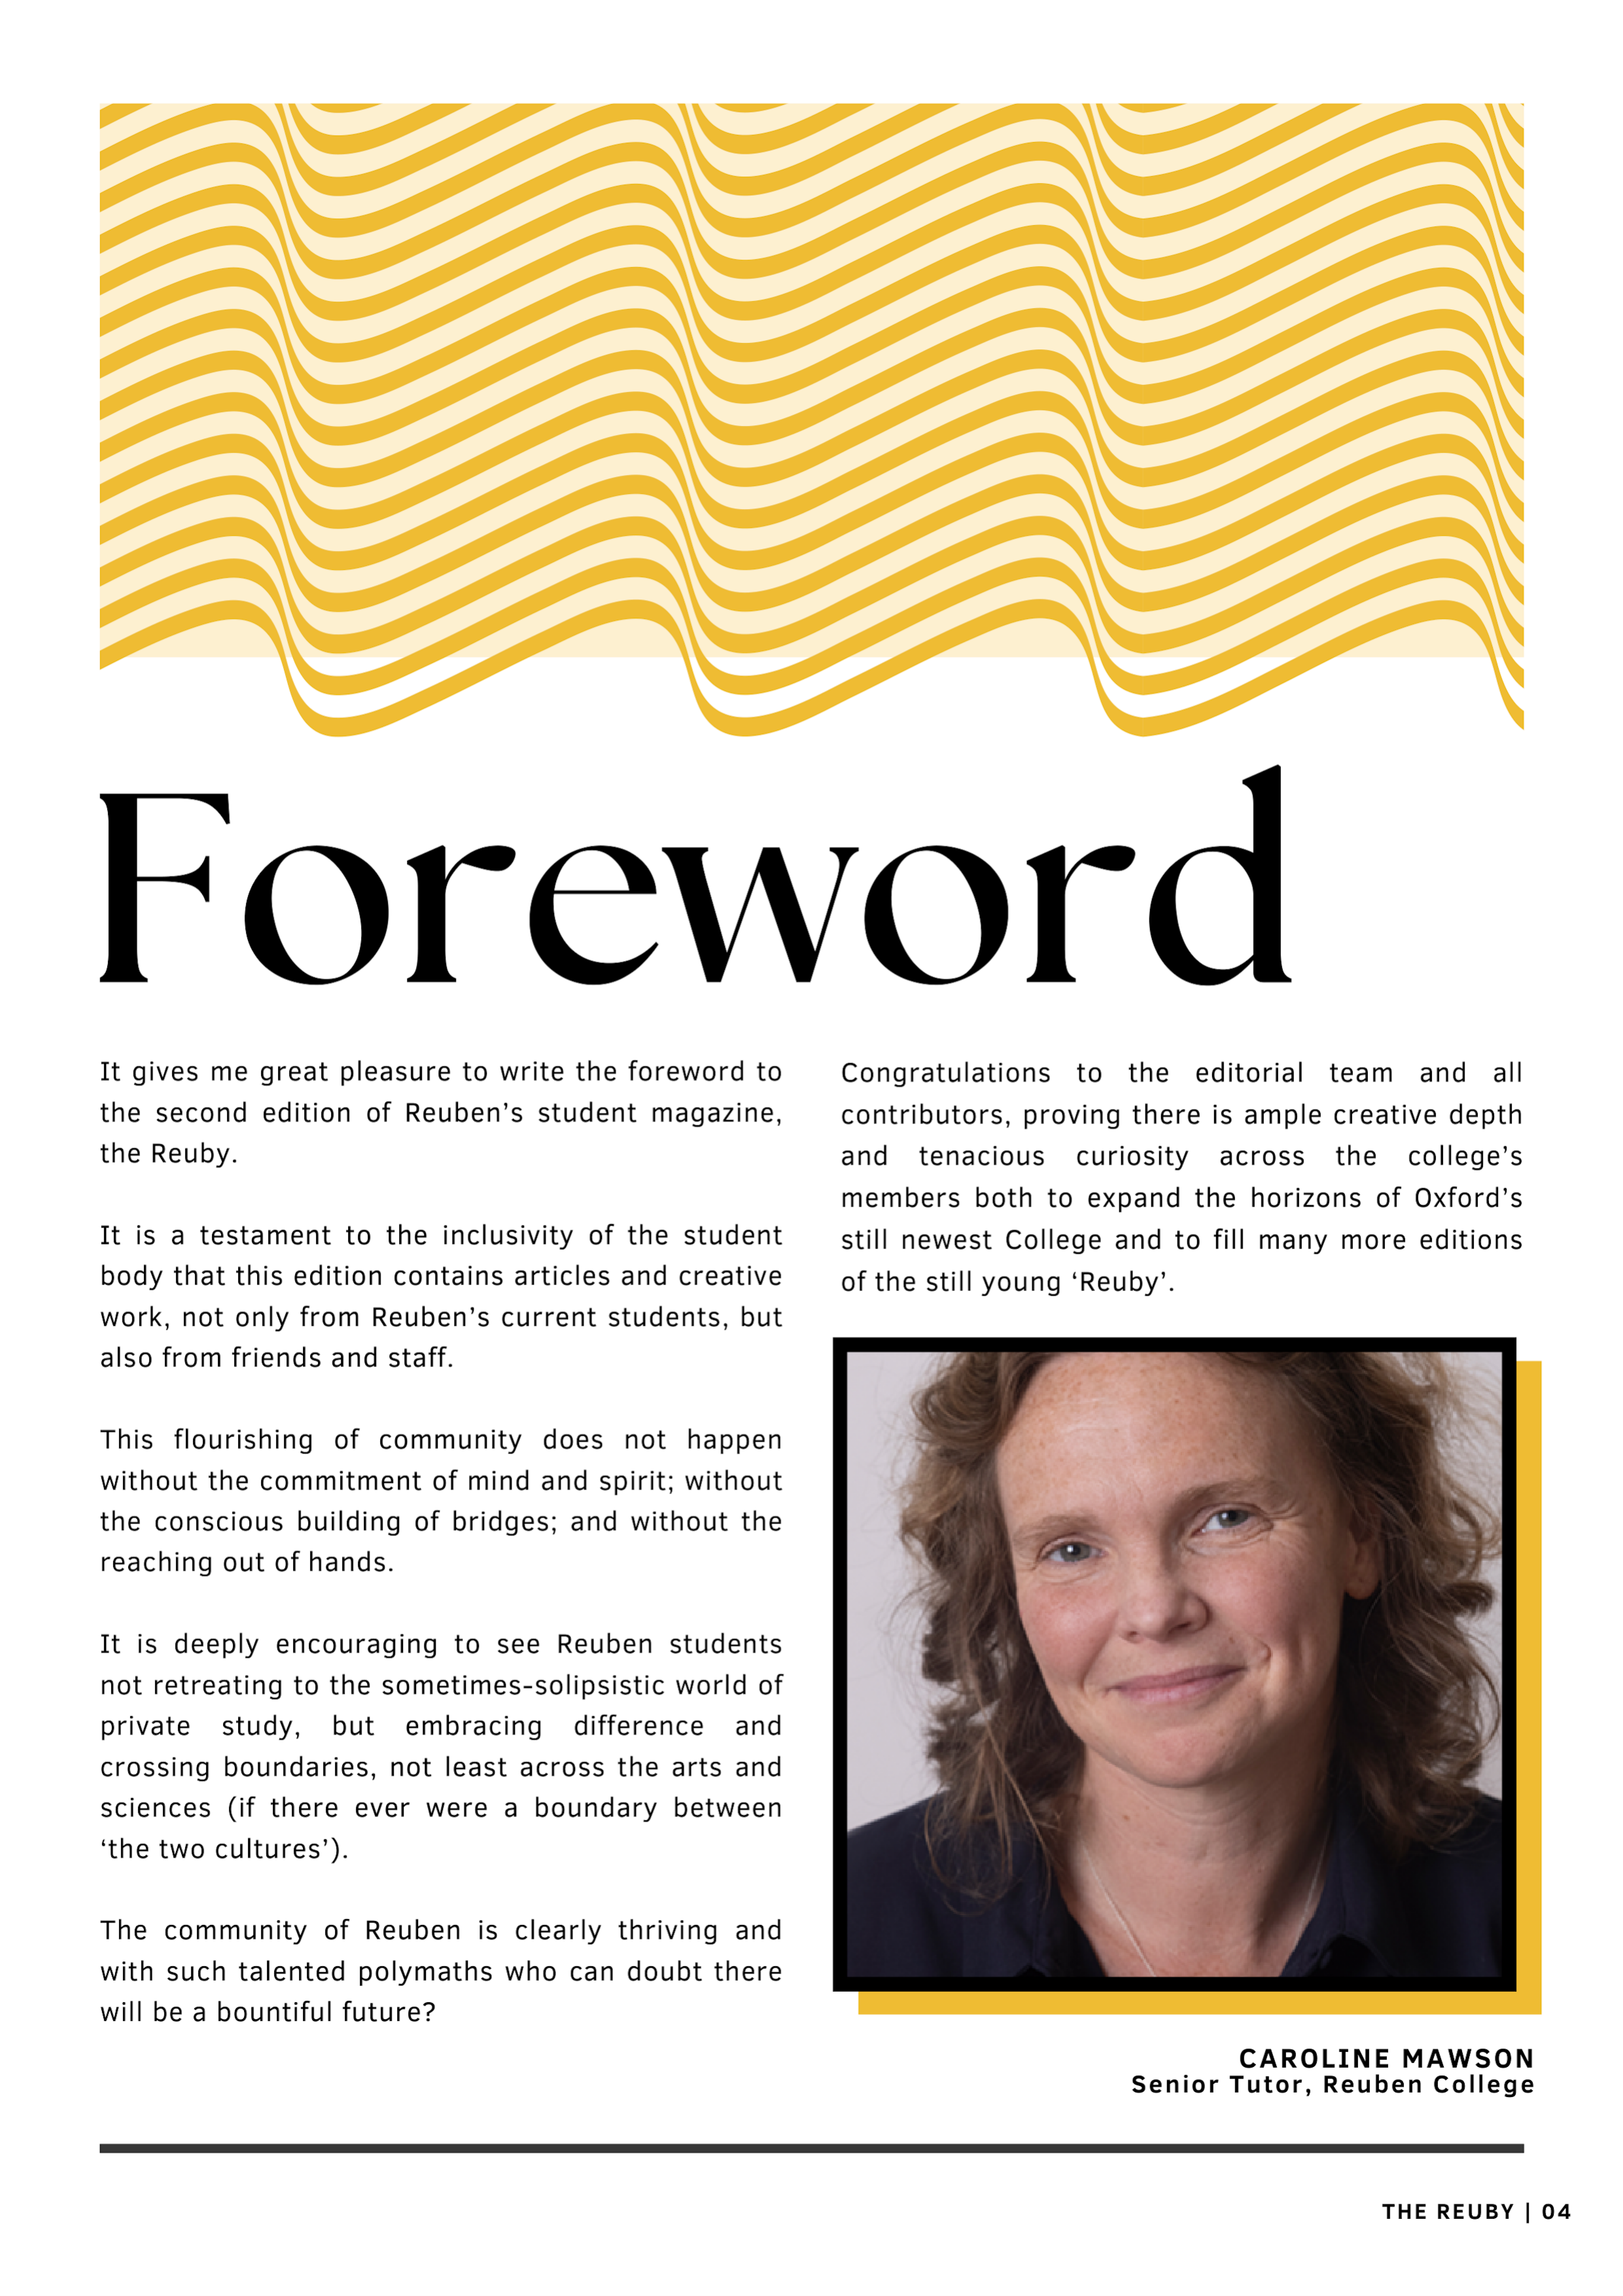 Foreword
It gives me great pleasure to write the foreword to
the second edition of Reuben’s student magazine,
the Reuby.
It is a testament to the inclusivity of the student
body that this edition contains articles and creative
work, not only from Reuben’s current students, but
also from friends and staff.
This flourishing of community does not happen
without the commitment of mind and spirit; without
the conscious building of bridges; and without the
reaching out of hands.
It is deeply encouraging to see Reuben students
not retreating to the sometimes-solipsistic world of
private study, but embracing difference and
crossing boundaries, not least across the arts and
sciences (if there ever were a boundary between
‘the two cultures’).
The community of Reuben is clearly thriving and
with such talented polymaths who can doubt there
will be a bountiful future?
Congratulations to the editorial team and all
contributors, proving there is ample creative depth
and tenacious curiosity across the college’s
members both to expand the horizons of Oxford’s
still newest College and to fill many more editions
of the still young ‘Reuby’.
CAROLINE MAWSON
Senior Tutor, Reuben College
THE REUBY | 04